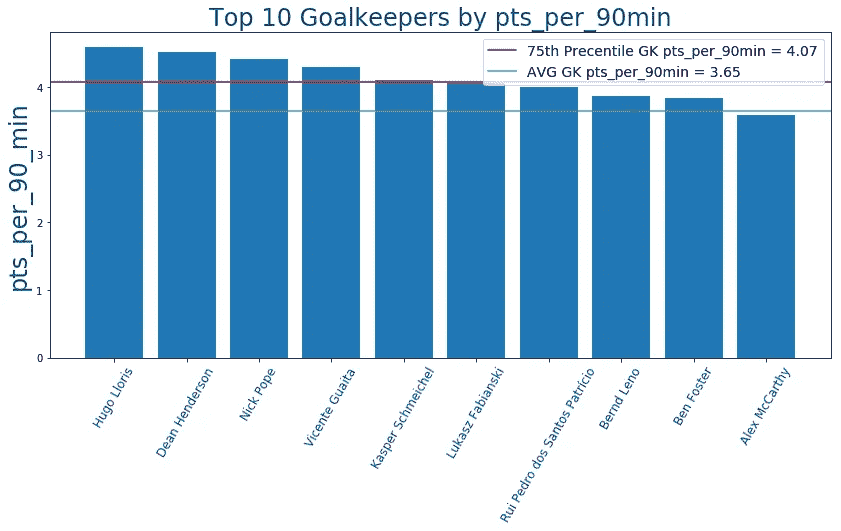 Top 10 Goalkeepers by pts_per_90min
75th Precentile GK pts_per_90min = 4.07
AVG GK pts_per_90min = 3.65
pts_per_90_min
4
3
2
1
0
Hugo Lloris
Dean Henderson
Nick Pope
Vicente Guaita
Kasper Schmeichel
Lukasz Fabianski
Rui Pedro dos Santos Patrício
Bernd Leno
Ben Foster
Alex McCarthy